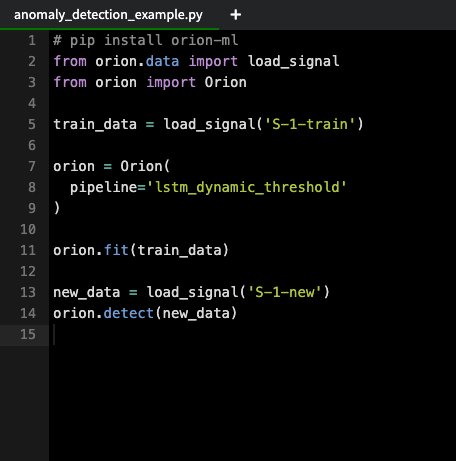 anomaly_detection_example.py +
1 # pip install orion-ml
2 from orion.data import load_signal
3 from orion import Orion
4
5 train_data = load_signal('S-1-train')
6
7 orion = Orion(
8   pipeline='lstm_dynamic_threshold'
9 )
10
11 orion.fit(train_data)
12
13 new_data = load_signal('S-1-new')
14 orion.detect(new_data)
15